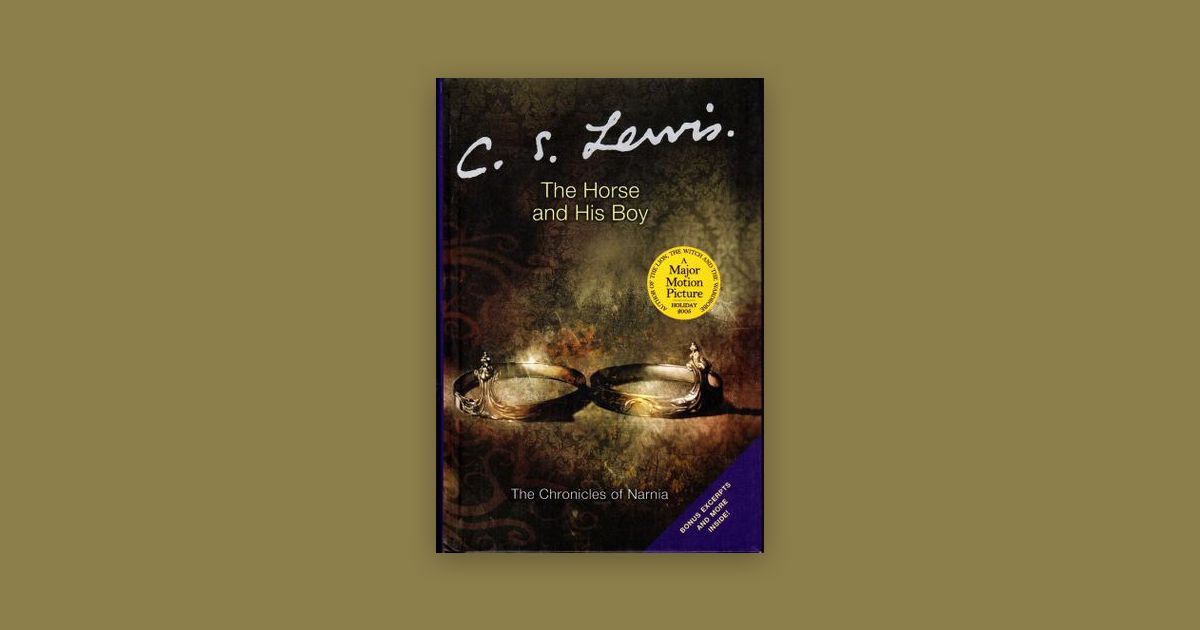 C. S. Lewis.
The Horse
and His Boy
AUTHOR OF THE LION, THE WITCH AND THE WARDROBE
A
Major
Motion
Picture
HOLIDAY
2005
The Chronicles of Narnia
BONUS EXCERPTS
AND MORE
INSIDE!